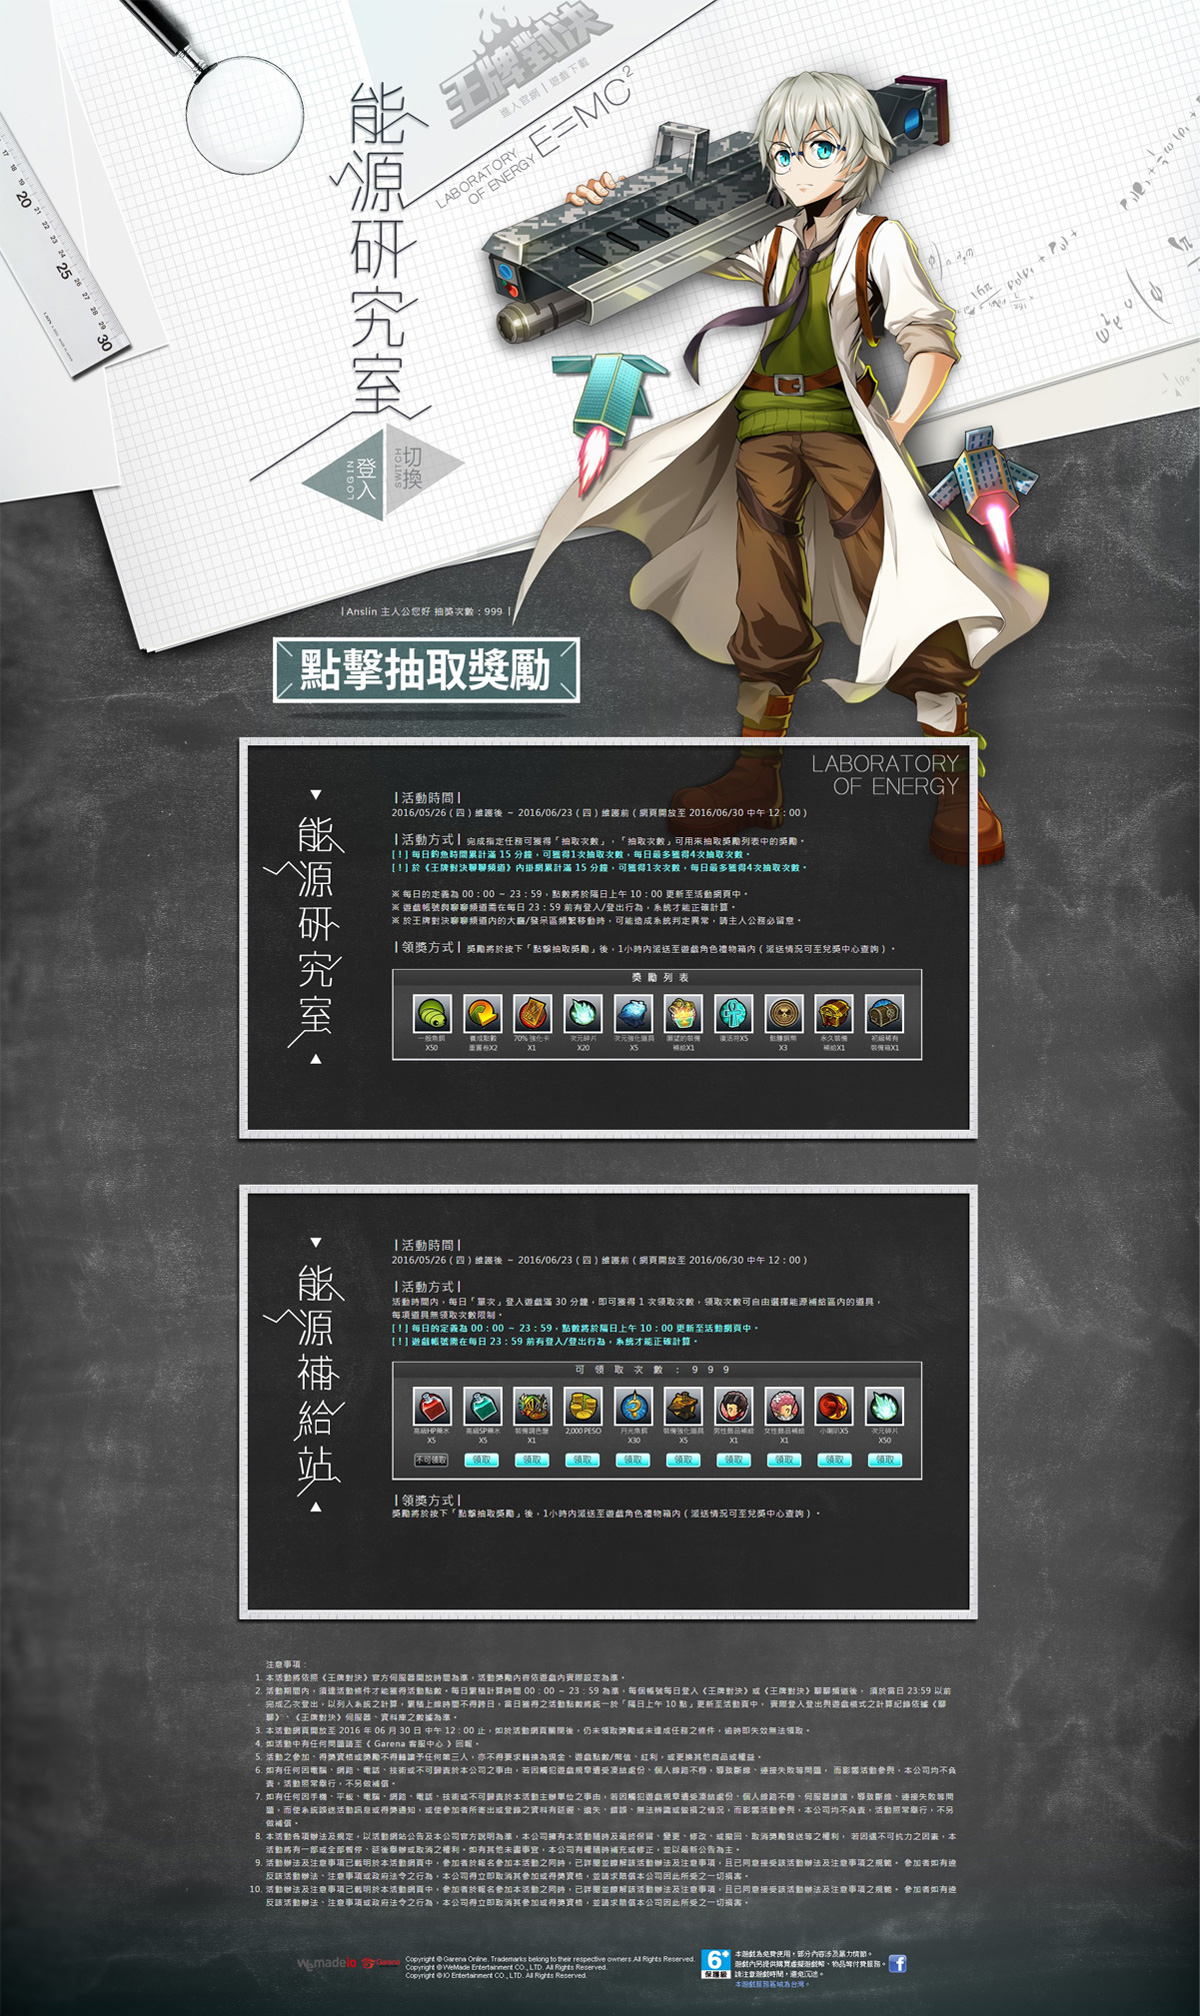 王牌對決
進入官網 | 遊戲下載
E=MC²
LABORATORY
OF ENERGY
能源研究室
登入
LOGIN
切換
SWITCH
20
25
30
| Anslin 主人公您好 抽獎次數：999 |
點擊抽取獎勵
LABORATORY
OF ENERGY
能源研究室
| 活動時間 |
2016/05/26 ( 四 ) 維護後 ~ 2016/06/23 ( 四 ) 維護前 ( 網頁開放至 2016/06/30 中午 12：00 )
| 活動方式 | 完成指定任務可獲得「抽取次數」，「抽取次數」可用來抽取獎勵列表中的獎勵。
[ ! ] 每日釣魚時間累計滿 15 分鐘，可獲得1次抽取次數，每日最多獲得4次抽取次數。
[ ! ] 於《王牌對決聊聊頻道》內掛網累計滿 15 分鐘，可獲得1次次數，每日最多獲得4次抽取次數。
※ 每日的定義為 00：00 ~ 23：59，點數將於隔日上午 10：00 更新至活動網頁中。
※ 遊戲帳號與聊聊頻道需在每日 23：59 前有登入/登出行為，系統才能正確計算。
※ 於王牌對決聊聊頻道內的大廳/發呆區頻繁移動時，可能造成系統判定異常，請主人公務必留意。
| 領獎方式 | 獎勵將於按下「點擊抽取獎勵」後，1小時內派送至遊戲角色禮物箱內 ( 派送情況可至兌獎中心查詢 )。
獎勵列表
一般魚餌 養成點數 70% 強化卡 次元碎片 次元強化道具 願望的裝備 復活幣X5 骷髏銅幣 永久裝備 初級稀有
X50 重置卷X2 X1 X20 X5 補給X1 X3 補給X1 裝備箱X1
能源補給站
| 活動時間 |
2016/05/26 ( 四 ) 維護後 ~ 2016/06/23 ( 四 ) 維護前 ( 網頁開放至 2016/06/30 中午 12：00 )
| 活動方式 |
活動時間內，每日「單次」登入遊戲滿 30 分鐘，即可獲得 1 次領取次數，領取次數可自由選擇能源補給區內的道具，
每項道具無領取次數限制。
[ ! ] 每日的定義為 00：00 ~ 23：59，點數將於隔日上午 10：00 更新至活動網頁中。
[ ! ] 遊戲帳號需在每日 23：59 前有登入/登出行為，系統才能正確計算。
可領取次數：999
高級HP藥水 高級SP藥水 裝備調色盤 2,000 PESO 月光魚餌 裝備強化道具 男性飾品補給 女性飾品補給 小喇叭X5 次元碎片
X5 X5 X1 X30 X5 X1 X1 X50
不可領取 領取 領取 領取 領取 領取 領取 領取 領取 領取
| 領獎方式 |
獎勵將於按下「點擊抽取獎勵」後，1小時內派送至遊戲角色禮物箱內 ( 派送情況可至兌獎中心查詢 )。
注意事項：
1. 本活動將依照《王牌對決》官方伺服器開放時間為準，活動獎勵內容依遊戲內實際設定為準。
2. 活動期間內，須達活動條件才能獲得活動點數。每日累積計算時間 00：00 ~ 23：59 為準，每個帳號每日登入《王牌對決》或《王牌對決》聊聊頻道後， 須於當日 23:59 以前
完成乙次登出，以列入系統之計算，累積上線時間不得跨日，當日獲得之活動點數將統一於「隔日上午 10 點」更新至活動頁中， 實際登入登出與遊戲模式之計算紀錄依據《聊
聊》、《王牌對決》伺服器、資料庫之數據為準。
3. 本活動網頁開放至 2016 年 06 月 30 日 中午 12：00 止，如於活動網頁關閉後，仍未領取獎勵或未達成任務之條件，逾時即失效無法領取。
4. 如活動中有任何問題請至《 Garena 客服中心 》回報。
5. 活動之參加、得獎資格或獎勵不得轉讓予任何第三人，亦不得要求轉換為現金、遊戲點數/幣值、紅利，或更換其他商品或權益。
6. 如有任何因電腦、網路、電話、技術或不可歸責於本公司之事由，若因觸犯遊戲規章遭受凍結處份、個人線路不穩，導致斷線、連接失敗等問題， 而影響活動參與，本公司均不負
責，活動照常舉行，不另做補償。
7. 如有任何因手機、平板、電腦、網路、電話、技術或不可歸責於本活動主辦單位之事由，若因觸犯遊戲規章遭受凍結處份、個人線路不穩、伺服器維護，導致斷線、連接失敗等問
題，而使系統誤送活動訊息或得獎通知，或使參加者所寄出或登錄之資料有延遲、遺失、錯誤、無法辨識或毀損之情況，而影響活動參與，本公司均不負責，活動照常舉行，不另
做補償。
8. 本活動各項辦法及規定，以活動網站公告及本公司官方說明為準，本公司擁有本活動隨時及最終保留、變更、修改、或撤回、取消獎勵發送等之權利， 若因遇不可抗力之因素，本
活動將有一部或全部暫停、延後舉辦或取消之權利。如有其他未盡事宜，本公司有權隨時補充或修正，並以最新公告為主。
9. 活動辦法及注意事項已載明於本活動網頁中，參加者於報名參加本活動之同時，已詳閱並瞭解該活動辦法及注意事項，且已同意接受該活動辦法及注意事項之規範。 參加者如有違
反該活動辦法、注意事項或政府法令之行為，本公司得立即取消其參加或得獎資格，並請求賠償本公司因此所受之一切損害。
10. 活動辦法及注意事項已載明於本活動網頁中，參加者於報名參加本活動之同時，已詳閱並瞭解該活動辦法及注意事項，且已同意接受該活動辦法及注意事項之規範。 參加者如有違
反該活動辦法、注意事項或政府法令之行為，本公司得立即取消其參加或得獎資格，並請求賠償本公司因此所受之一切損害。
wemadeio Garena
Copyright © Garena Online. Trademarks belong to their respective owners.All Rights Reserved.
Copyright © WeMade Entertainment CO., LTD. All Rights Reserved.
Copyright © IO Entertainment CO., LTD. All Rights Reserved.
6+
保護級
本遊戲為免費使用，部分內容涉及暴力情節。
遊戲內另提供購買虛擬遊戲幣、物品等付費服務。
請注意遊戲時間，避免沉迷。
本遊戲服務區域為台灣。
f